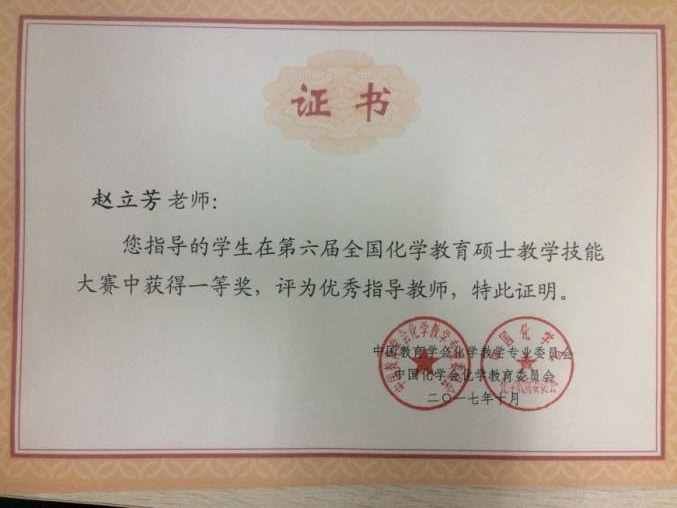 证书
赵立芳老师：
您指导的学生在第六届全国化学教育硕士教学技能
大赛中获得一等奖，评为优秀指导教师，特此证明。
中国教育学会化学教学专业委员会
中国化学会化学教育委员会
二〇一七年十月